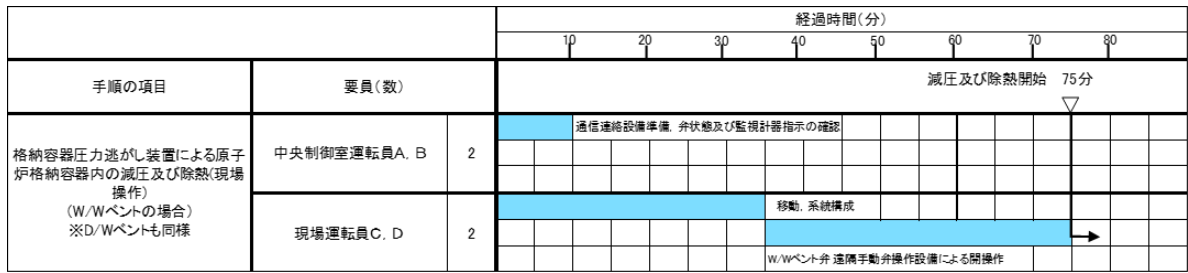 経過時間(分)
10 20 30 40 50 60 70 80
手順の項目
要員(数)
減圧及び除熱開始 75分
格納容器圧力逃がし装置による原子
炉格納容器内の減圧及び除熱(現場
操作)
(W/Wベントの場合)
※D/Wベントも同様
中央制御室運転員A, B
2
通信連絡設備準備, 弁状態及び監視計器指示の確認
現場運転員C, D
2
移動, 系統構成
W/Wベント弁 遠隔手動弁操作設備による開操作